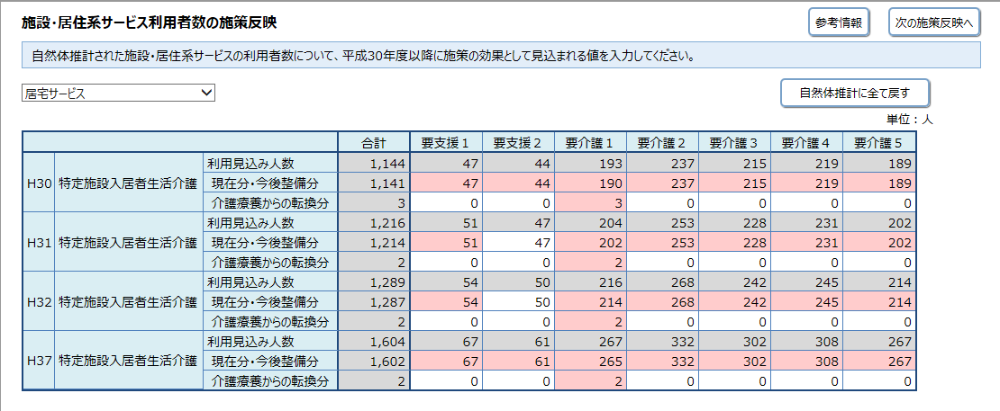 施設・居住系サービス利用者数の施策反映 参考情報 次の施策反映へ
自然体推計された施設・居住系サービスの利用者数について、平成30年度以降に施策の効果として見込まれる値を入力してください。
居宅サービス 自然体推計に全て戻す
単位：人
合計 要支援1 要支援2 要介護1 要介護2 要介護3 要介護4 要介護5
利用見込み人数 1,144 47 44 193 237 215 219 189
H30 特定施設入居者生活介護 現在分・今後整備分 1,141 47 44 190 237 215 219 189
介護療養からの転換分 3 0 0 3 0 0 0 0
利用見込み人数 1,216 51 47 204 253 228 231 202
H31 特定施設入居者生活介護 現在分・今後整備分 1,214 51 47 202 253 228 231 202
介護療養からの転換分 2 0 0 2 0 0 0 0
利用見込み人数 1,289 54 50 216 268 242 245 214
H32 特定施設入居者生活介護 現在分・今後整備分 1,287 54 50 214 268 242 245 214
介護療養からの転換分 2 0 0 2 0 0 0 0
利用見込み人数 1,604 67 61 267 332 302 308 267
H37 特定施設入居者生活介護 現在分・今後整備分 1,602 67 61 265 332 302 308 267
介護療養からの転換分 2 0 0 2 0 0 0 0